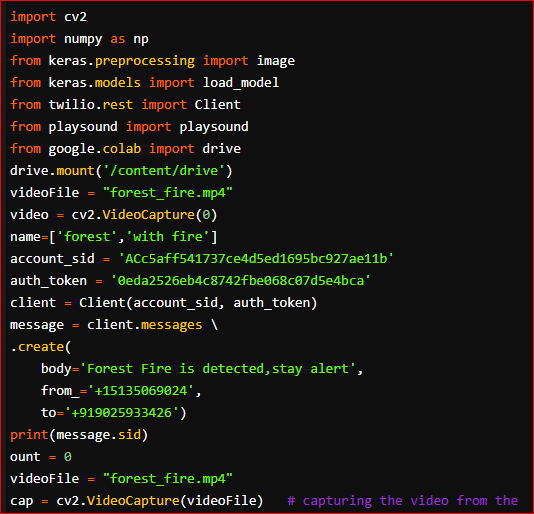 import cv2
import numpy as np
from keras.preprocessing import image
from keras.models import load_model
from twilio.rest import Client
from playsound import playsound
from google.colab import drive
drive.mount('/content/drive')
videoFile = "forest_fire.mp4"
video = cv2.VideoCapture(0)
name=['forest','with fire']
account_sid = 'ACc5aff541737ce4d5ed1695bc927ae11b'
auth_token = '0eda2526eb4c8742fbe068c07d5e4bca'
client = Client(account_sid, auth_token)
message = client.messages \
.create(
    body='Forest Fire is detected,stay alert',
    from_='+15135069024',
    to='+919025933426')
print(message.sid)
ount = 0
videoFile = "forest_fire.mp4"
cap = cv2.VideoCapture(videoFile)   # capturing the video from the